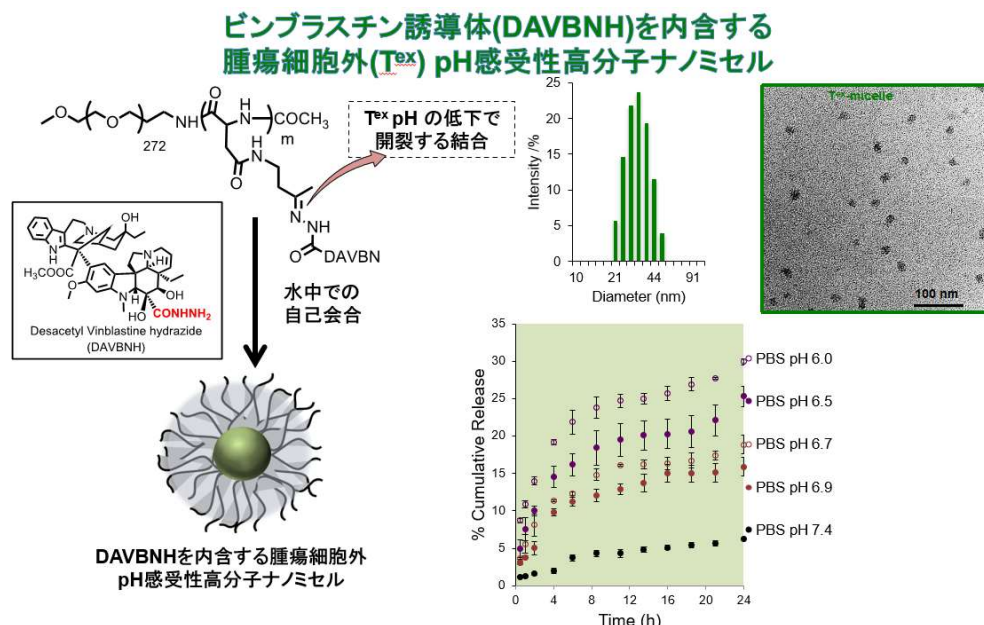 ビンブラスチン誘導体(DAVBNH)を内含する
腫瘍細胞外(Tᵉˣ) pH感受性高分子ナノミセル
O
O
272
NH
O
H
N
COCH₃
m
O
N
H
N
NH
O
DAVBN
Tᵉˣ pH の低下で
開裂する結合
OH
N
N
H
CH₃OOC
N
O
N
H
OH
HO
CONHNH₂
Desacetyl Vinblastine hydrazide
(DAVBNH)
水中での
自己会合
DAVBNHを内含する腫瘍細胞外
pH感受性高分子ナノミセル
Intensity /%
25
20
15
10
5
0
10 21 44 91
Diameter (nm)
Tᵉˣ-micelle
100 nm
% Cumulative Release
35
30
25
20
15
10
5
0
0 4 8 12 16 20 24
Time (h)
PBS pH 6.0
PBS pH 6.5
PBS pH 6.7
PBS pH 6.9
PBS pH 7.4